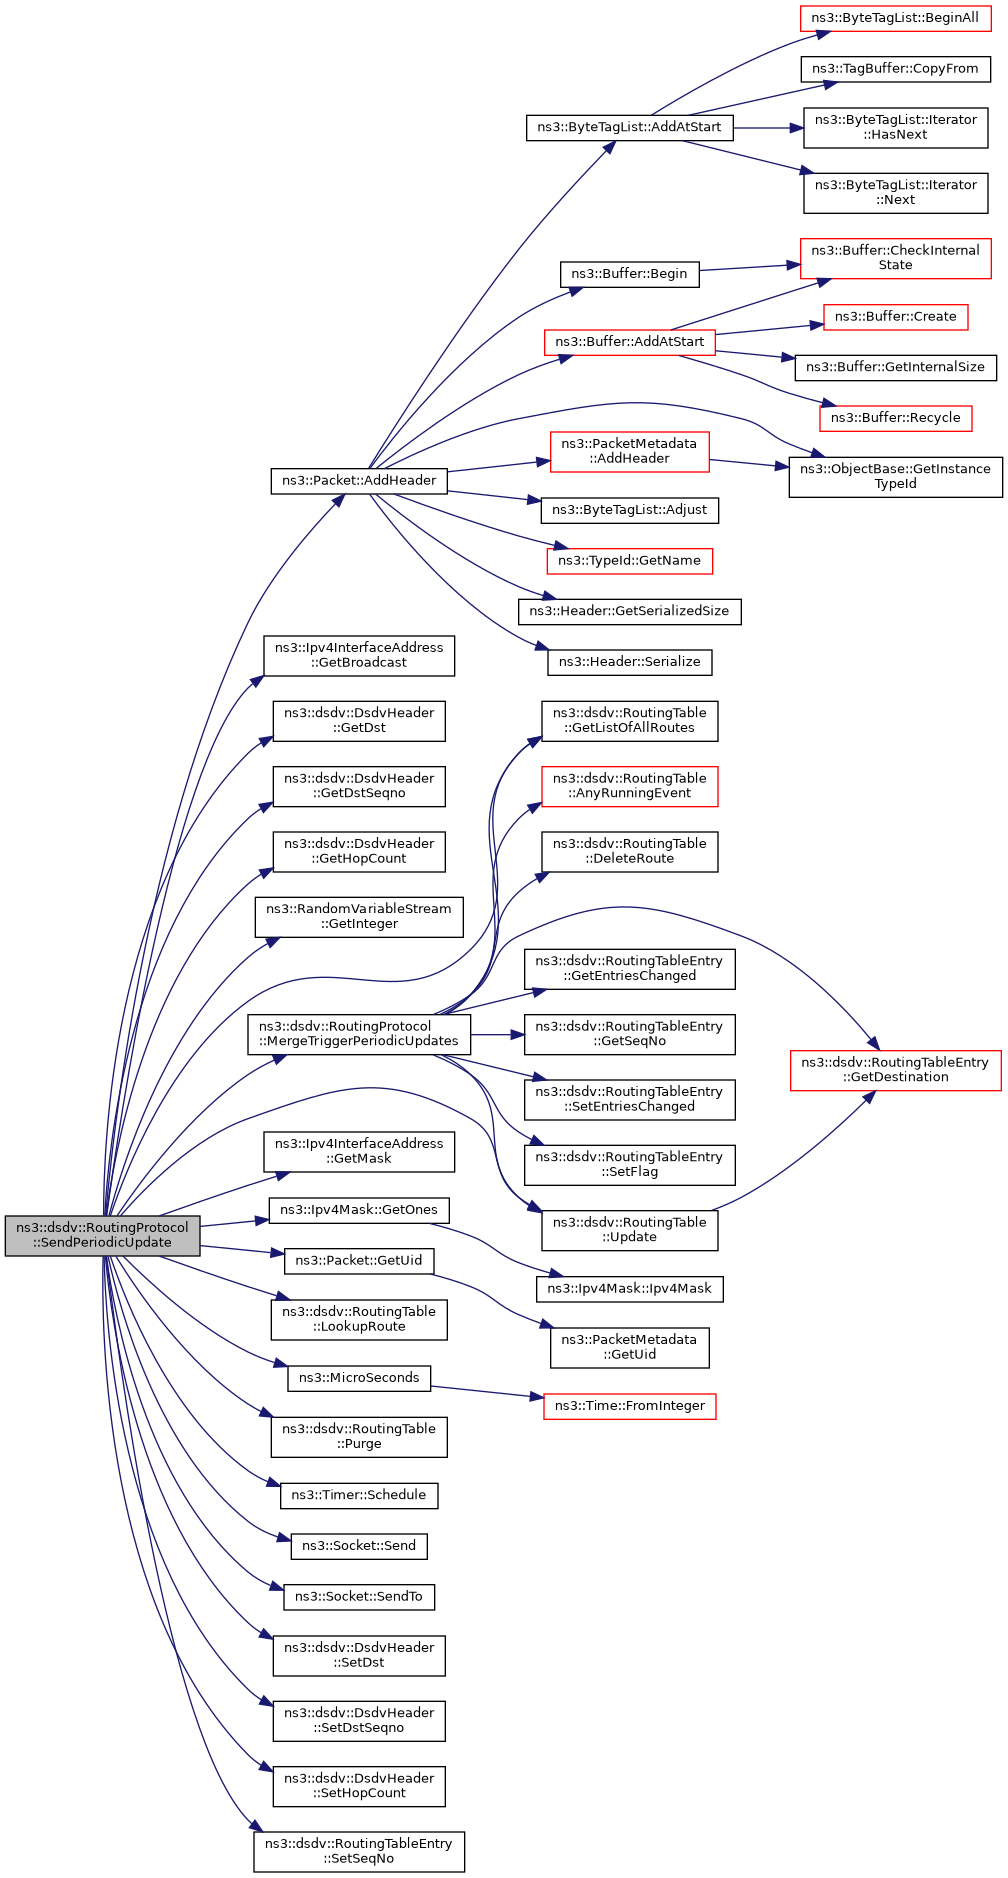 ns3::ByteTagList::BeginAll
ns3::TagBuffer::CopyFrom
ns3::ByteTagList::AddAtStart
ns3::ByteTagList::Iterator
::HasNext
ns3::ByteTagList::Iterator
::Next
ns3::Buffer::CheckInternal
State
ns3::Buffer::Begin
ns3::Buffer::Create
ns3::Buffer::AddAtStart
ns3::Buffer::GetInternalSize
ns3::Buffer::Recycle
ns3::PacketMetadata
::AddHeader
ns3::ObjectBase::GetInstance
TypeId
ns3::Packet::AddHeader
ns3::ByteTagList::Adjust
ns3::TypeId::GetName
ns3::Header::GetSerializedSize
ns3::Header::Serialize
ns3::Ipv4InterfaceAddress
::GetBroadcast
ns3::dsdv::DsdvHeader
::GetDst
ns3::dsdv::RoutingTable
::GetListOfAllRoutes
ns3::dsdv::DsdvHeader
::GetDstSeqno
ns3::dsdv::RoutingTable
::AnyRunningEvent
ns3::dsdv::DsdvHeader
::GetHopCount
ns3::dsdv::RoutingTable
::DeleteRoute
ns3::RandomVariableStream
::GetInteger
ns3::dsdv::RoutingTableEntry
::GetEntriesChanged
ns3::dsdv::RoutingProtocol
::MergeTriggerPeriodicUpdates
ns3::dsdv::RoutingTableEntry
::GetSeqNo
ns3::dsdv::RoutingTableEntry
::GetDestination
ns3::dsdv::RoutingTableEntry
::SetEntriesChanged
ns3::Ipv4InterfaceAddress
::GetMask
ns3::dsdv::RoutingTableEntry
::SetFlag
ns3::dsdv::RoutingProtocol
::SendPeriodicUpdate
ns3::Ipv4Mask::GetOnes
ns3::dsdv::RoutingTable
::Update
ns3::Packet::GetUid
ns3::Ipv4Mask::Ipv4Mask
ns3::dsdv::RoutingTable
::LookupRoute
ns3::PacketMetadata
::GetUid
ns3::MicroSeconds
ns3::Time::FromInteger
ns3::dsdv::RoutingTable
::Purge
ns3::Timer::Schedule
ns3::Socket::Send
ns3::Socket::SendTo
ns3::dsdv::DsdvHeader
::SetDst
ns3::dsdv::DsdvHeader
::SetDstSeqno
ns3::dsdv::DsdvHeader
::SetHopCount
ns3::dsdv::RoutingTableEntry
::SetSeqNo